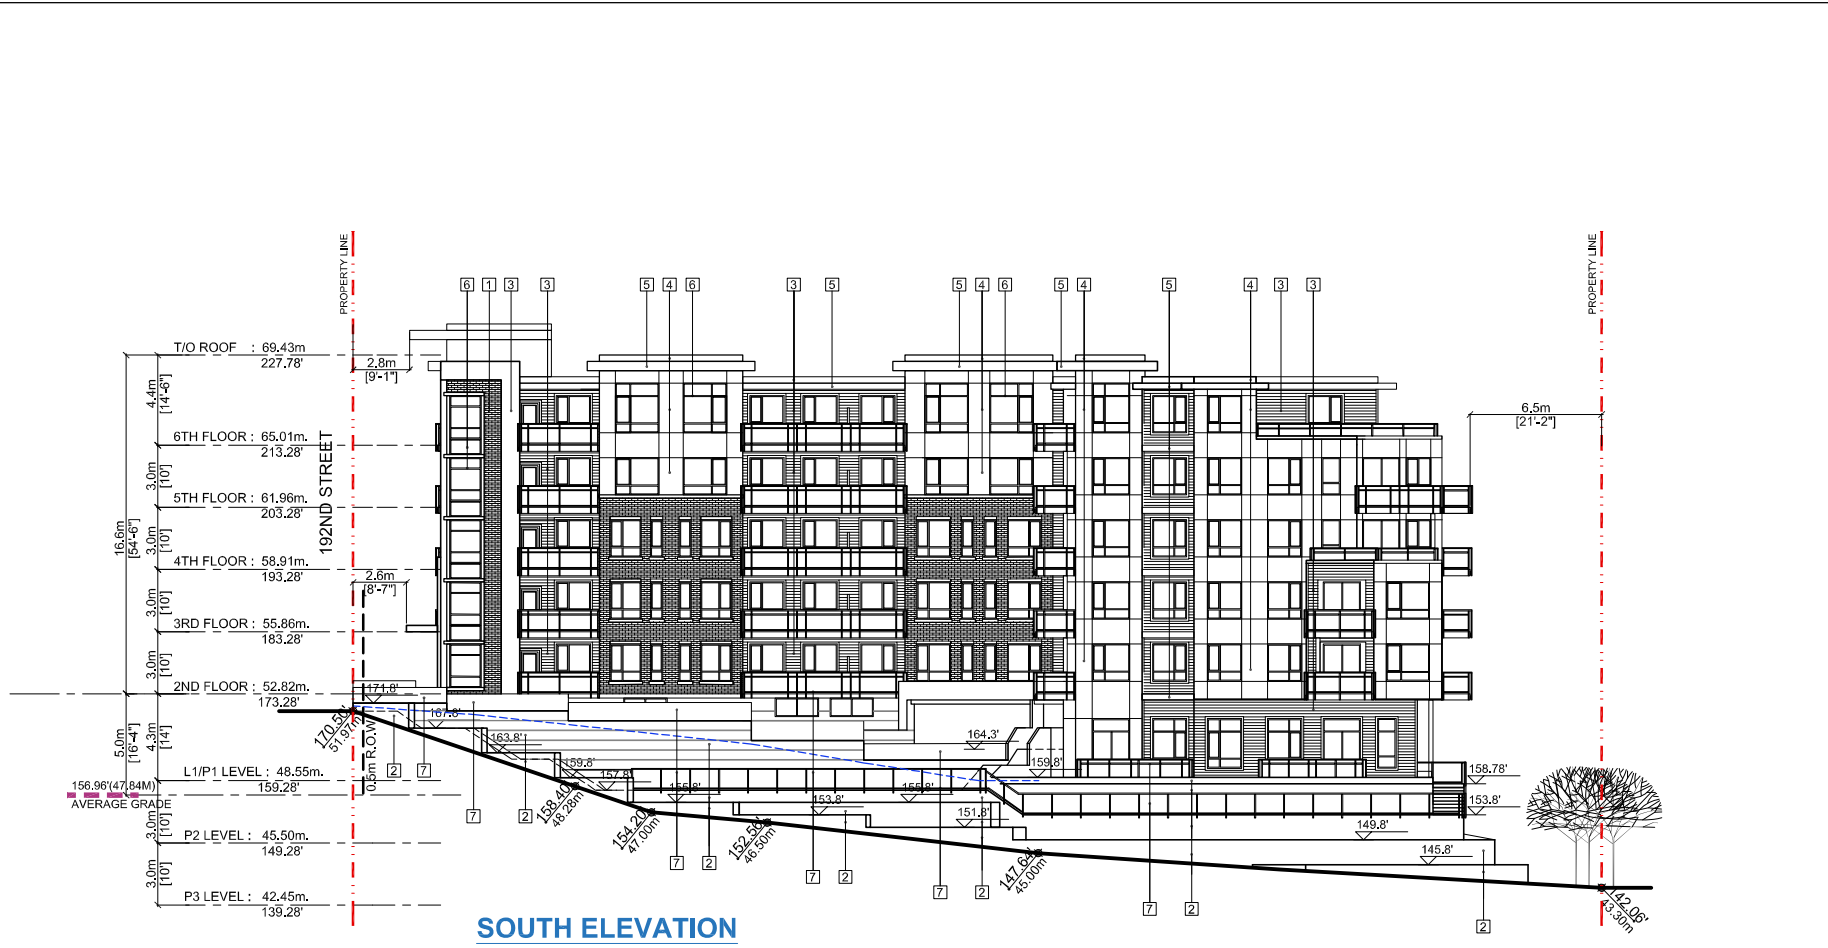 PROPERTY LINE
PROPERTY LINE
6 1 3 3 5 4 6 3 5 5 4 6 5 4 5 4 3 3
T/O ROOF : 69.43m
227.78'
2.8m
[9'-1"]
4.4m
[14'-6"]
6.5m
[21'-2"]
6TH FLOOR : 65.01m.
213.28'
3.0m
[10']
5TH FLOOR : 61.96m.
203.28'
192ND STREET
16.6m
[54'-6"]
3.0m
[10']
4TH FLOOR : 58.91m
193.28'
2.6m
[8'-7"]
3.0m
[10']
3RD FLOOR : 55.86m.
183.28'
3.0m
[10']
2ND FLOOR : 52.82m.
173.28'
171.8'
170.50'
51.97m
167.8'
163.8'
164.3'
5.0m
[16'-4"]
4.3m
[14']
0.5m R.O.W
2 7
L1/P1 LEVEL : 48.55m.
159.28'
159.8'
157.8'
159.8'
158.78'
156.96'(47.84M)
AVERAGE GRADE
155.8'
153.8'
155.8'
151.8'
153.8'
149.8'
145.8'
7 2
158.40'
48.28m
154.20'
47.00m
152.56'
46.50m
147.64'
45.00m
142.06'
43.30m
3.0m
[10']
P2 LEVEL : 45.50m
149.28'
7 2 7 2 7 2 7 2 2
3.0m
[10']
P3 LEVEL : 42.45m
139.28'
SOUTH ELEVATION